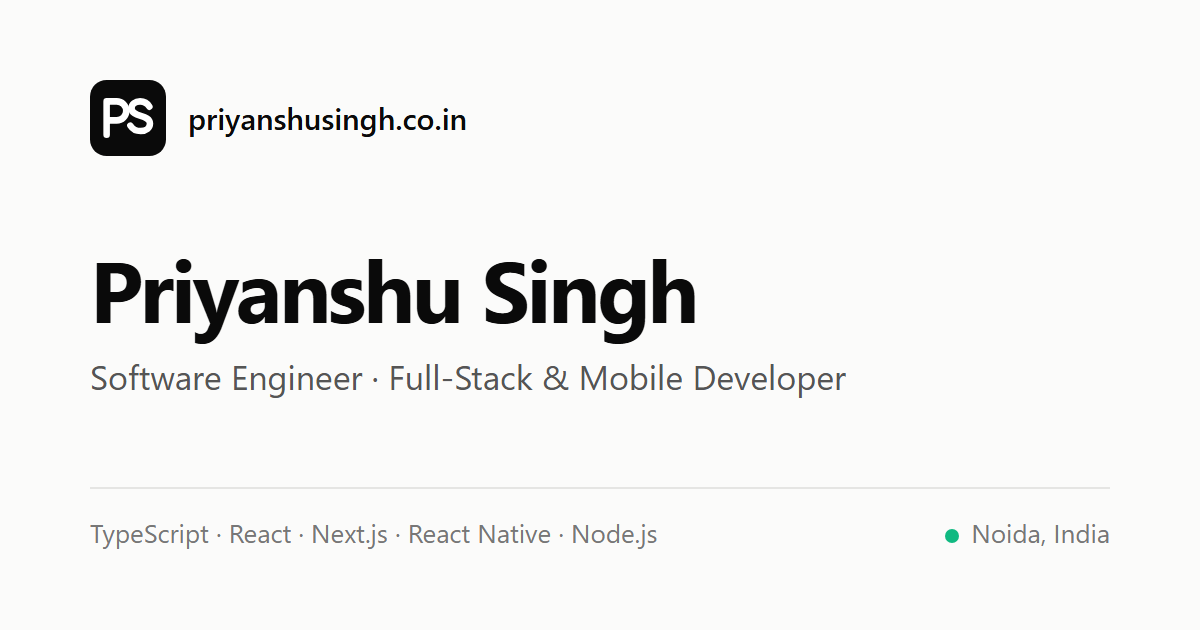 PS
priyanshusingh.co.in
Priyanshu Singh
Software Engineer · Full-Stack & Mobile Developer
TypeScript · React · Next.js · React Native · Node.js
Noida, India